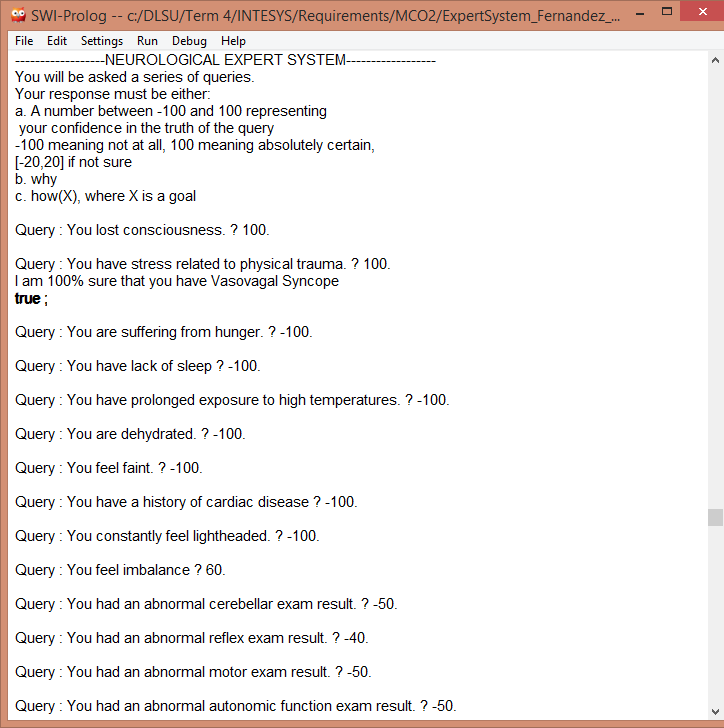 SWI-Prolog -- c:/DLSU/Term 4/INTESYS/Requirements/MCO2/ExpertSystem_Fernandez_...
File Edit Settings Run Debug Help
------------------NEUROLOGICAL EXPERT SYSTEM------------------
You will be asked a series of queries.
Your response must be either:
a. A number between -100 and 100 representing
your confidence in the truth of the query
-100 meaning not at all, 100 meaning absolutely certain,
[-20,20] if not sure
b. why
c. how(X), where X is a goal
Query : You lost consciousness. ? 100.
Query : You have stress related to physical trauma. ? 100.
I am 100% sure that you have Vasovagal Syncope
true ;
Query : You are suffering from hunger. ? -100.
Query : You have lack of sleep ? -100.
Query : You have prolonged exposure to high temperatures. ? -100.
Query : You are dehydrated. ? -100.
Query : You feel faint. ? -100.
Query : You have a history of cardiac disease ? -100.
Query : You constantly feel lightheaded. ? -100.
Query : You feel imbalance ? 60.
Query : You had an abnormal cerebellar exam result. ? -50.
Query : You had an abnormal reflex exam result. ? -40.
Query : You had an abnormal motor exam result. ? -50.
Query : You had an abnormal autonomic function exam result. ? -50.